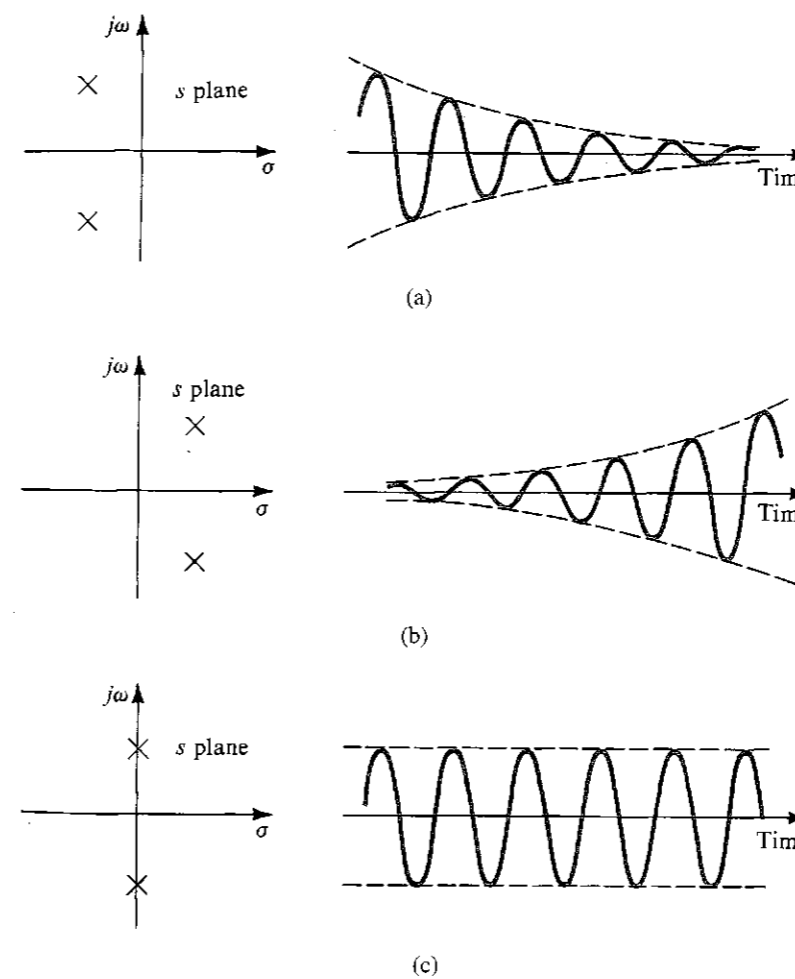 jω
s plane
σ
Tim
(a)
jω
s plane
σ
Tim
(b)
jω
s plane
σ
Tim
(c)